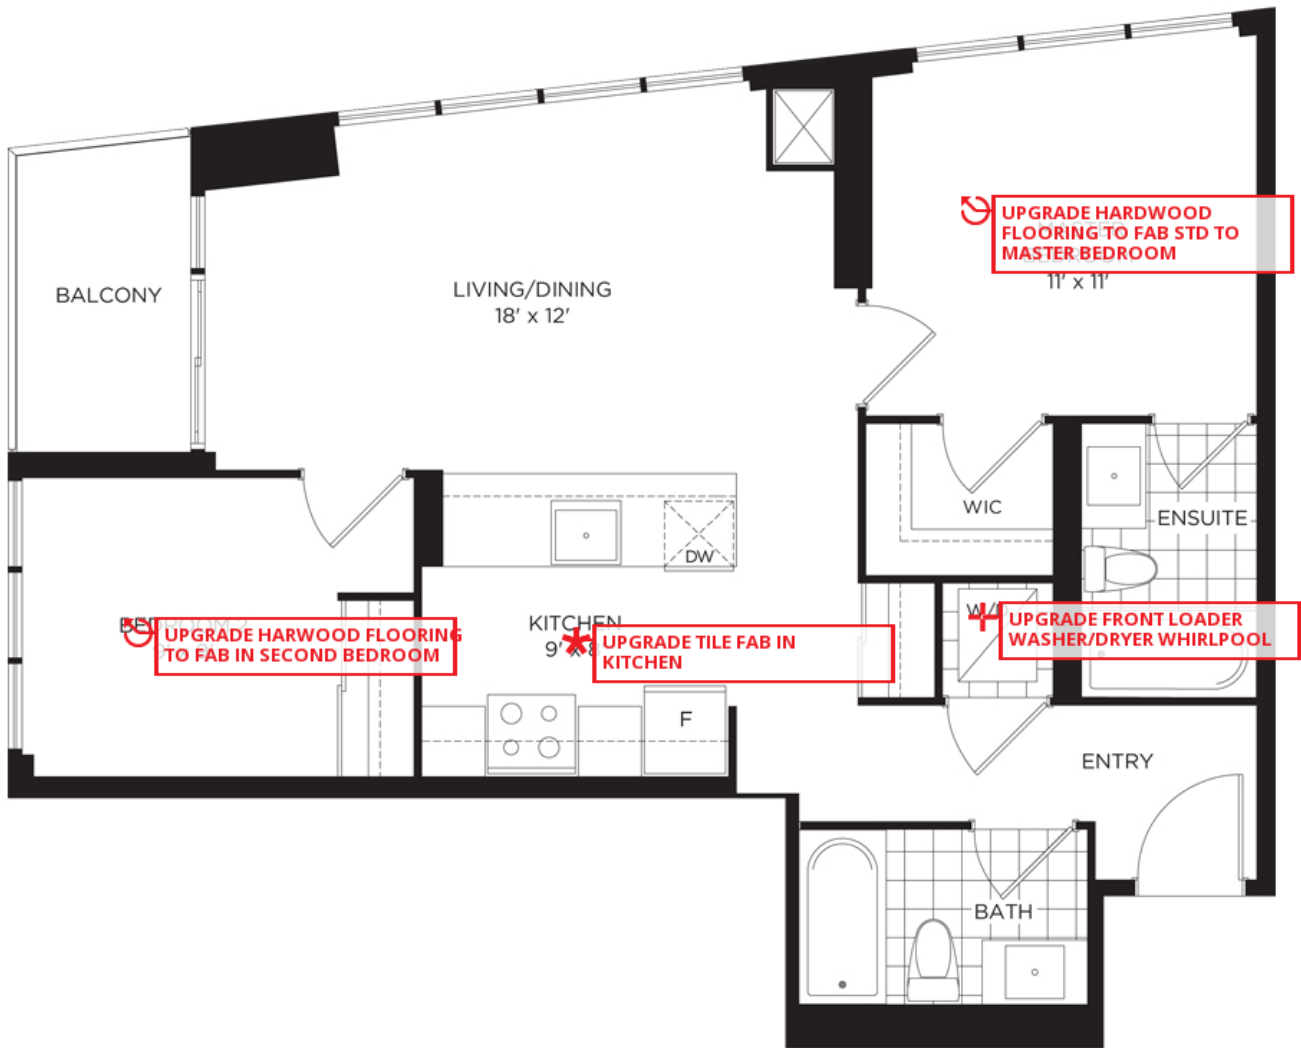 UPGRADE HARDWOOD
FLOORING TO FAB STD TO
MASTER BEDROOM
11' x 11'
BALCONY
LIVING/DINING
18' x 12'
WIC
ENSUITE
DW
KITCHEN
9' x 8'
UPGRADE HARWOOD FLOORING
TO FAB IN SECOND BEDROOM
UPGRADE TILE FAB IN
KITCHEN
UPGRADE FRONT LOADER
WASHER/DRYER WHIRLPOOL
F
ENTRY
BATH